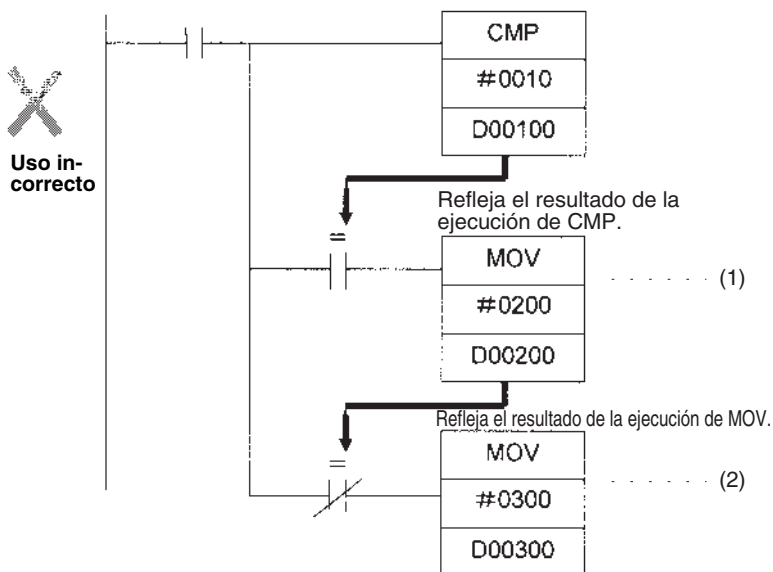 CMP
#0010
D00100
Uso in-
correcto
Refleja el resultado de la
ejecución de CMP.
=
MOV
(1)
#0200
D00200
Refleja el resultado de la ejecución de MOV.
=
MOV
(2)
#0300
D00300